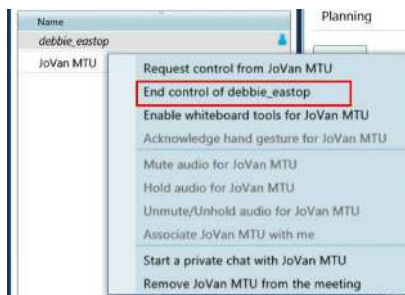 Name
Planning
debbie_eastop
JoVan MTU
Request control from JoVan MTU
End control of debbie_eastop
Enable whiteboard tools for JoVan MTU
Acknowledge hand gesture for JoVan MTU
Mute audio for JoVan MTU
Hold audio for JoVan MTU
Unmute/Unhold audio for JoVan MTU
Associate JoVan MTU with me
Start a private chat with JoVan MTU
Remove JoVan MTU from the meeting